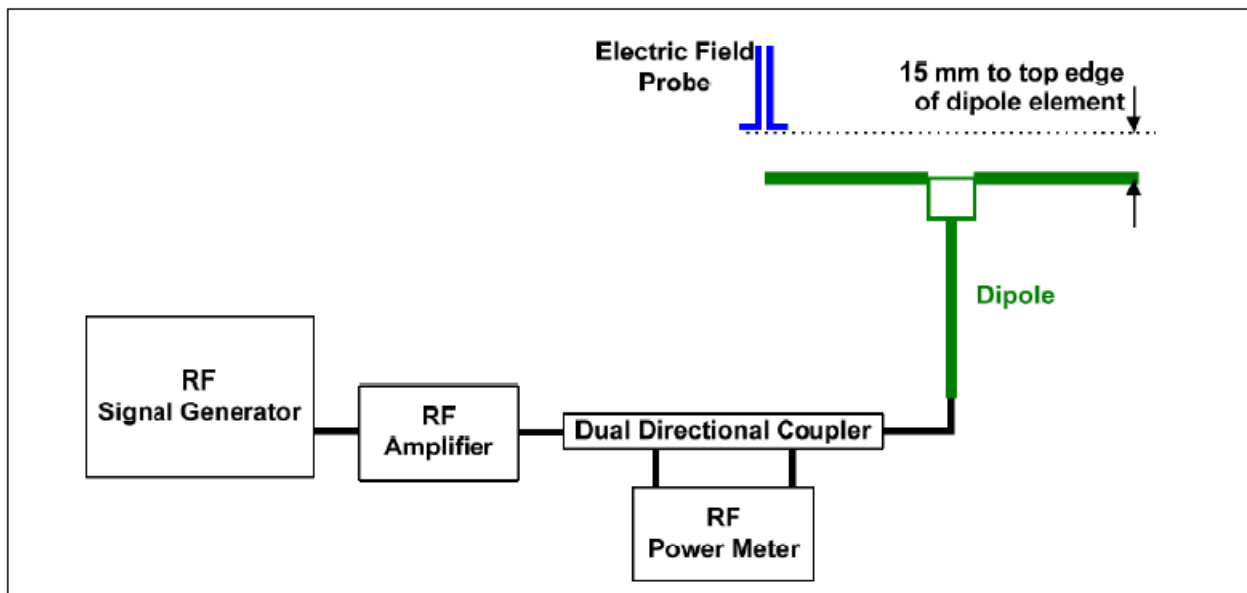 Electric Field
Probe
15 mm to top edge
of dipole element
Dipole
RF
Signal Generator
RF
Amplifier
Dual Directional Coupler
RF
Power Meter